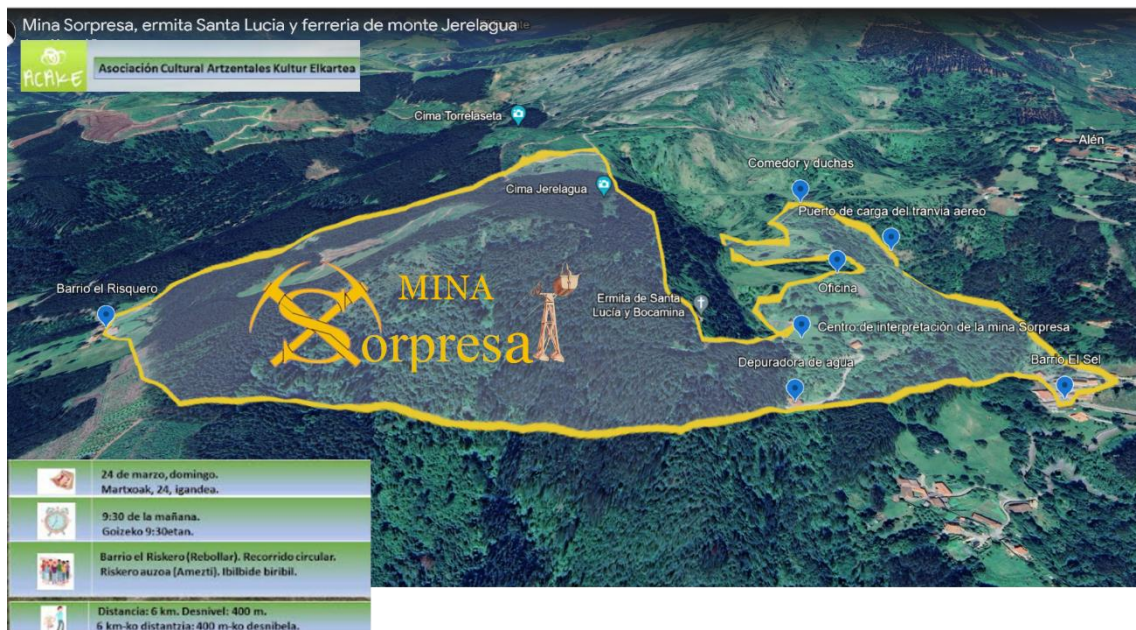 Mina Sorpresa, ermita Santa Lucia y ferreria de monte Jerelagua
ACAKE
Asociación Cultural Artzentales Kultur Elkartea
Cima Torrelaseta
Alén
Comedor y duchas
Cima Jerelagua
Puerto de carga del tranvia aereo
Barrio el Risquero
MINA
Sorpresa
Oficina
Ermita de Santa
Lucía y Bocamina
Centro de interpretación de la mina Sorpresa
Depuradora de agua
Barrio El Sel
24 de marzo, domingo.
Martxoak, 24, igandea.
9:30 de la mañana.
Goizeko 9:30etan.
Barrio el Riskero (Rebollar). Recorrido circular.
Riskero auzoa (Amezti). Ibilbide biribil.
Distancia: 6 km. Desnivel: 400 m.
6 km-ko distantzia: 400 m-ko desnibela.